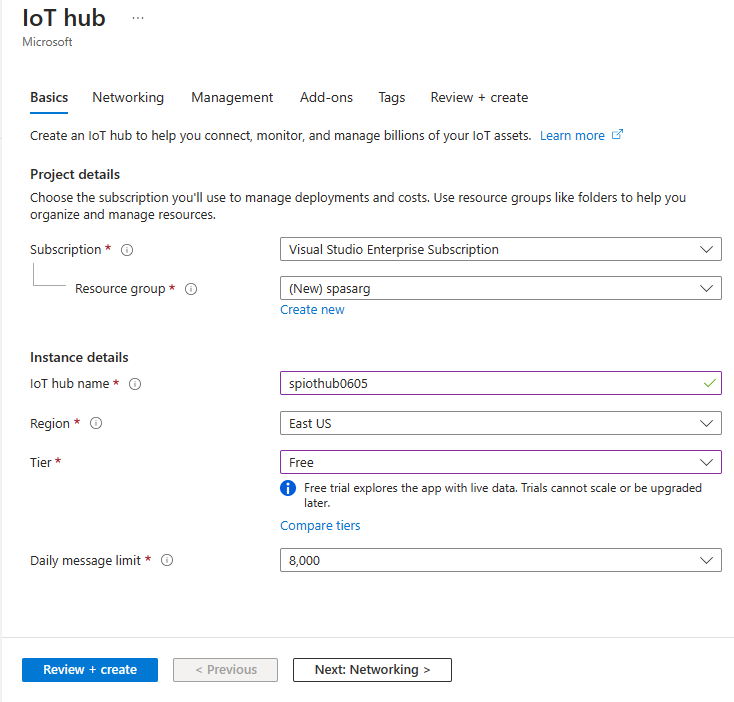 IoT hub ...
Microsoft
Basics Networking Management Add-ons Tags Review + create
Create an IoT hub to help you connect, monitor, and manage billions of your IoT assets. Learn more
Project details
Choose the subscription you'll use to manage deployments and costs. Use resource groups like folders to help you
organize and manage resources.
Subscription * Visual Studio Enterprise Subscription
Resource group * (New) spasarg
Create new
Instance details
IoT hub name * spiothub0605
Region * East US
Tier * Free
Free trial explores the app with live data. Trials cannot scale or be upgraded
later.
Compare tiers
Daily message limit * 8,000
Review + create < Previous Next: Networking >